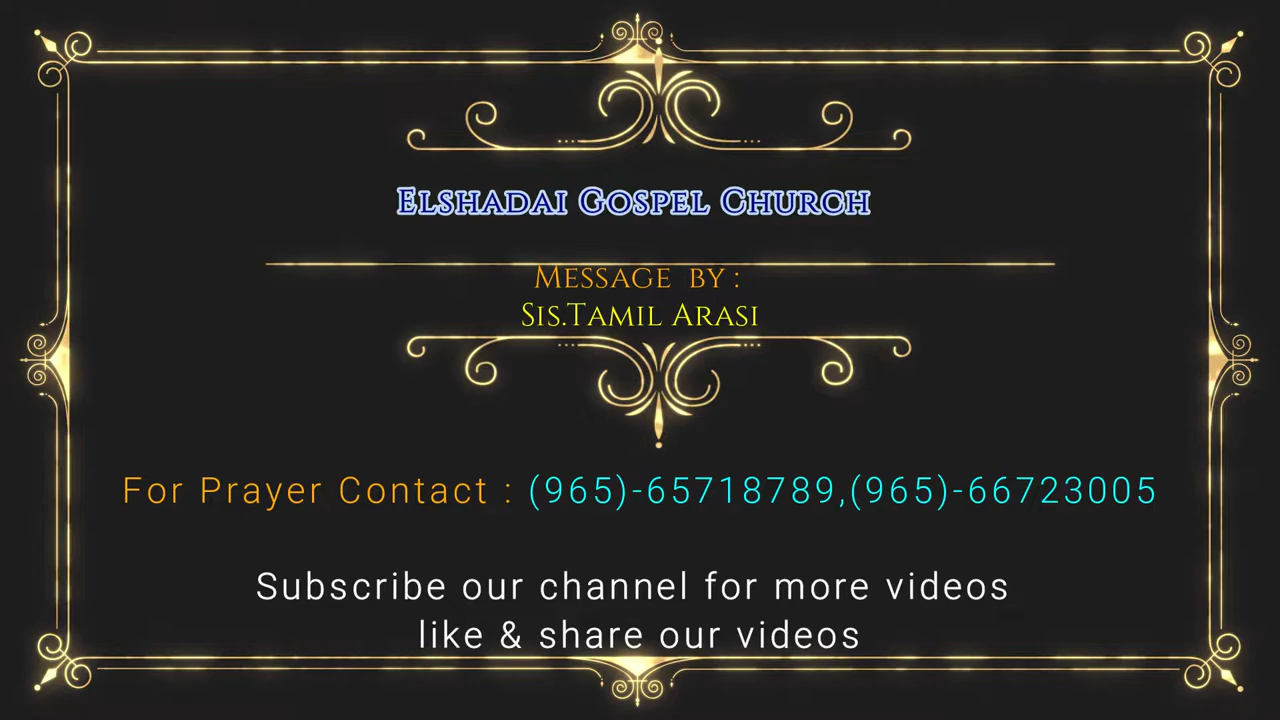 Elshadai Gospel Church
Message by :
Sis.Tamil Arasi
For Prayer Contact : (965)-65718789,(965)-66723005
Subscribe our channel for more videos
like & share our videos